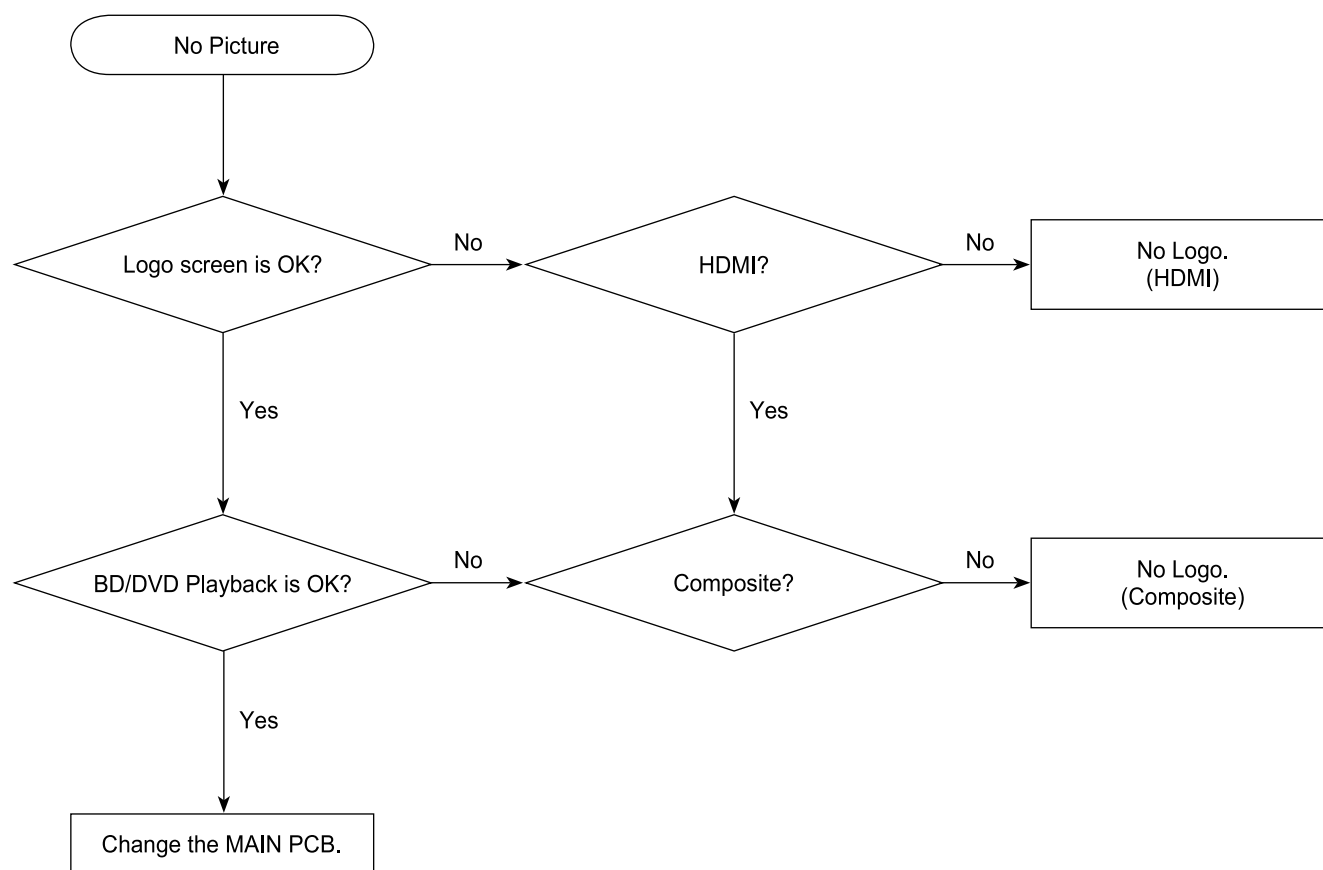 No Picture
Logo screen is OK?
No
HDMI?
No
No Logo.
(HDMI)
Yes
Yes
BD/DVD Playback is OK?
No
Composite?
No
No Logo.
(Composite)
Yes
Change the MAIN PCB.